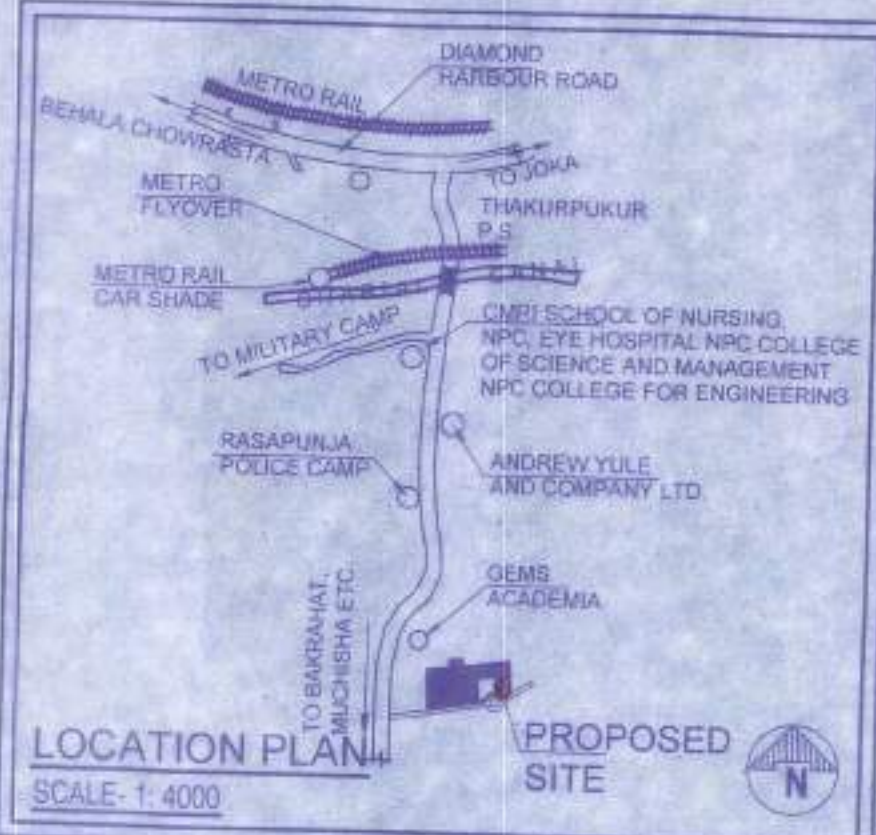 DIAMOND
HARBOUR ROAD
METRO RAIL
BEHALA CHOWRASTA
TO JOKA
METRO
FLYOVER
THAKURPUKUR
P.S
METRO RAIL
CAR SHADE
CANAL
TO MILITARY CAMP
CMRI SCHOOL OF NURSING,
NPC, EYE HOSPITAL NPC COLLEGE
OF SCIENCE AND MANAGEMENT
NPC COLLEGE FOR ENGINEERING
RASAPUNJA
POLICE CAMP
ANDREW YULE
AND COMPANY LTD.
GEMS
ACADEMIA
TO BAKRAHAT,
MUCHISHA ETC.
LOCATION PLAN
SCALE- 1: 4000
PROPOSED
SITE
N